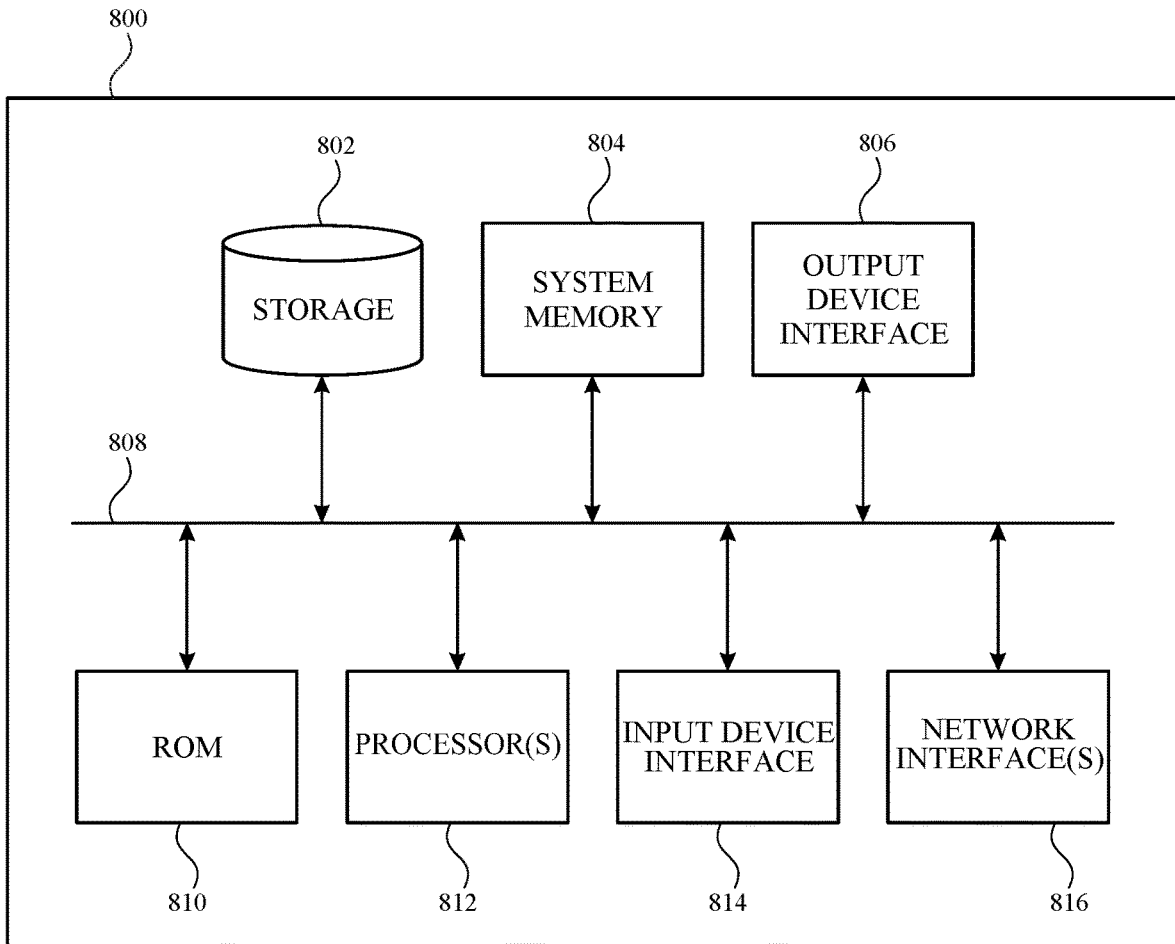 800
802
804
806
STORAGE
SYSTEM
MEMORY
OUTPUT
DEVICE
INTERFACE
808
ROM
PROCESSOR(S)
INPUT DEVICE
INTERFACE
NETWORK
INTERFACE(S)
810
812
814
816